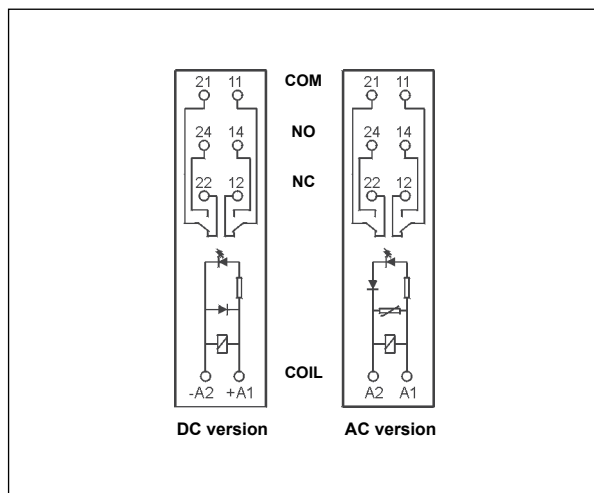 21 11 COM 21 11
24 14 NO 24 14
22 12 NC 22 12
COIL
-A2 +A1 A2 A1
DC version AC version